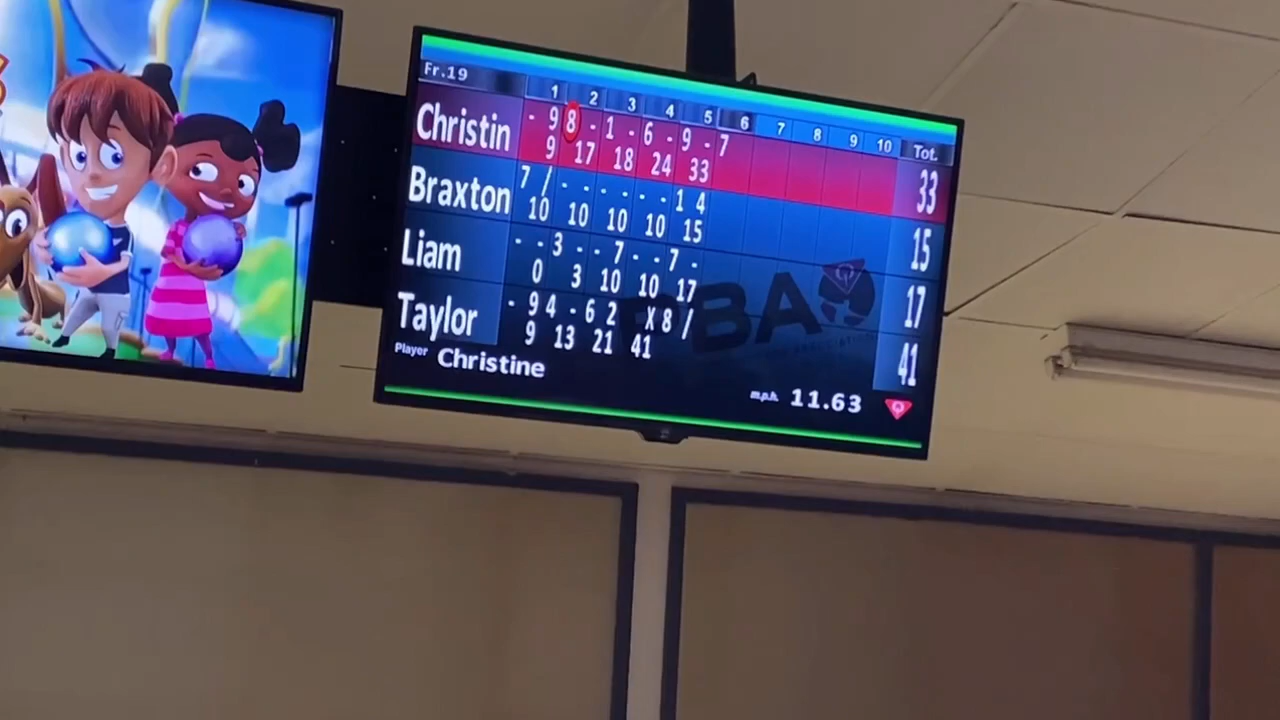 Fr.19 1 2 3 4 5 6 7 8 9 10 Tot.
Christin - 9 8 - 1 - 6 - 9 - 7
9 17 18 24 33 33
Braxton 7 / - - - - - - 1 4
10 10 10 10 15 15
Liam - - 3 - - 7 - - 7 -
0 3 10 10 17 17
Taylor - 9 4 - 6 2 X 8 /
9 13 21 41 41
PBA
Player Christine
m.p.h. 11.63